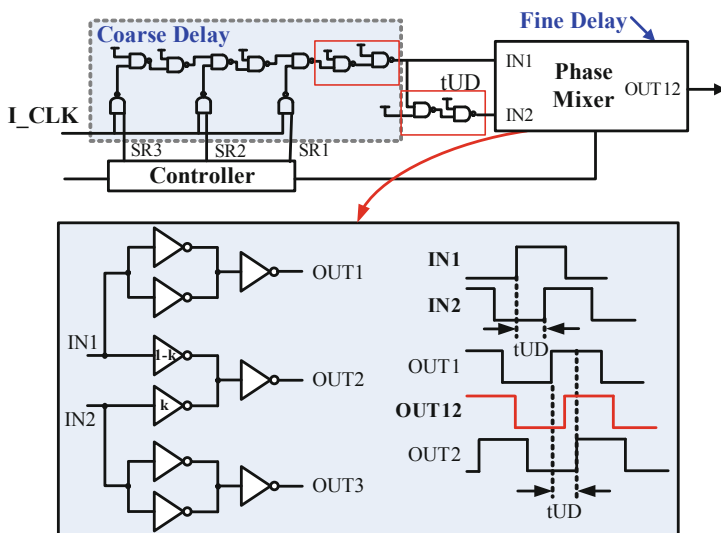 Fine Delay
Coarse Delay
I_CLK
tUD
IN1
IN2
Phase
Mixer
OUT12
SR3
SR2
SR1
Controller
IN1
IN2
1-k
k
OUT1
OUT2
OUT3
IN1
IN2
tUD
OUT1
OUT12
OUT2
tUD